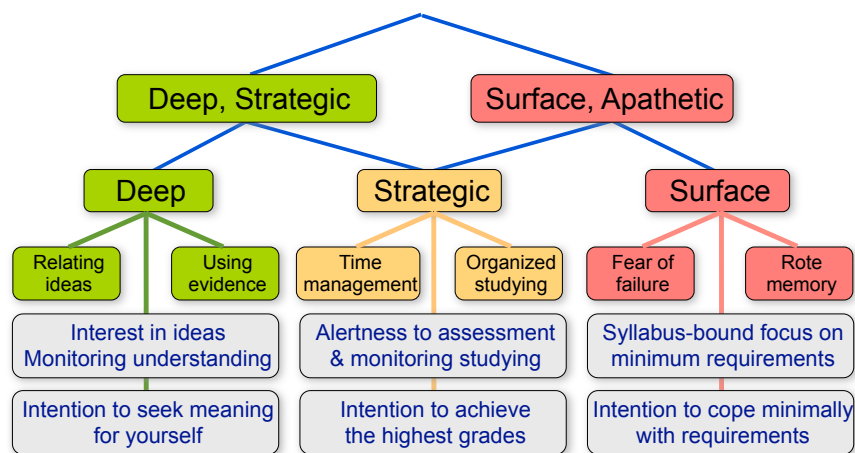 Deep, Strategic
Surface, Apathetic
Deep
Strategic
Surface
Relating
ideas
Using
evidence
Time
management
Organized
studying
Fear of
failure
Rote
memory
Interest in ideas
Monitoring understanding
Alertness to assessment
& monitoring studying
Syllabus-bound focus on
minimum requirements
Intention to seek meaning
for yourself
Intention to achieve
the highest grades
Intention to cope minimally
with requirements